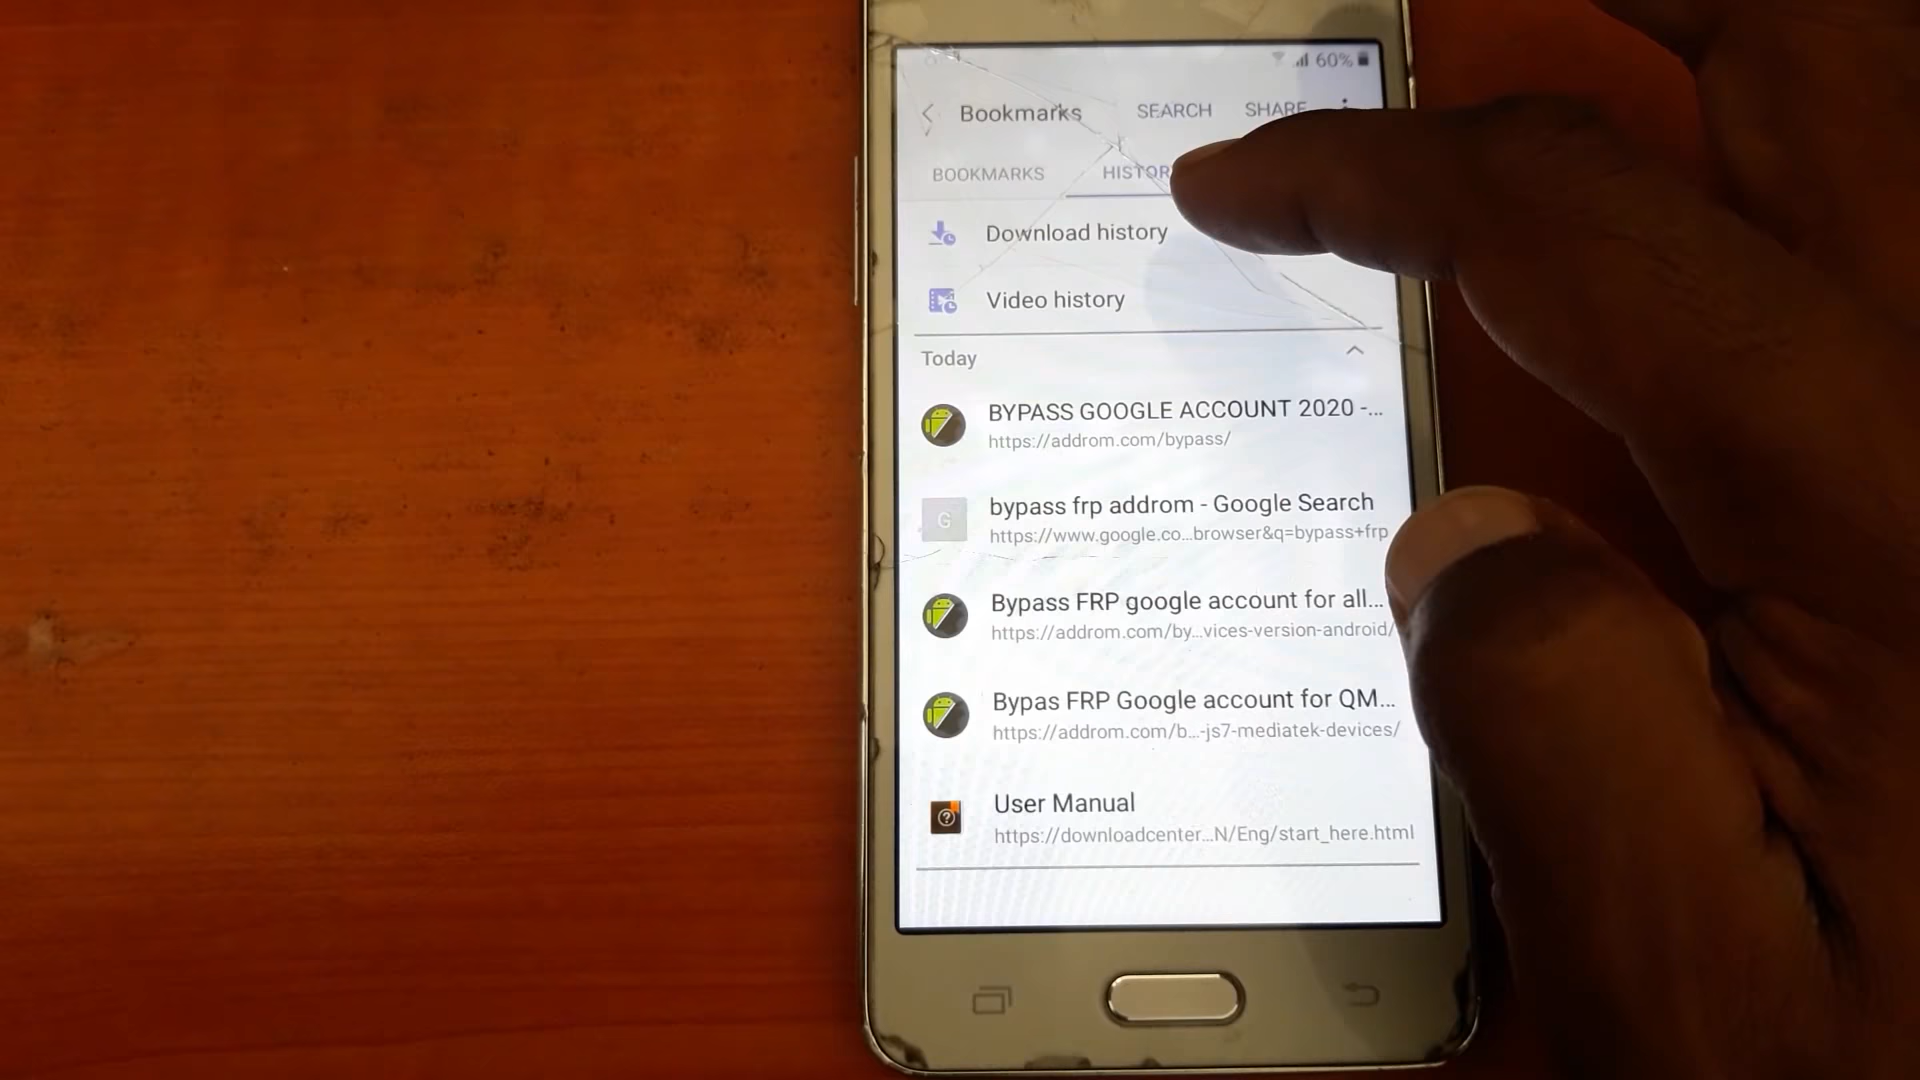 60%
Bookmarks SEARCH SHARE
BOOKMARKS HISTOR
Download history
Video history
Today
BYPASS GOOGLE ACCOUNT 2020 -...
https://addrom.com/bypass/
G
bypass frp addrom - Google Search
https://www.google.co...browser&q=bypass+frp
Bypass FRP google account for all...
https://addrom.com/by...vices-version-android/
Bypas FRP Google account for QM...
https://addrom.com/b...-js7-mediatek-devices/
User Manual
https://downloadcenter...N/Eng/start_here.html